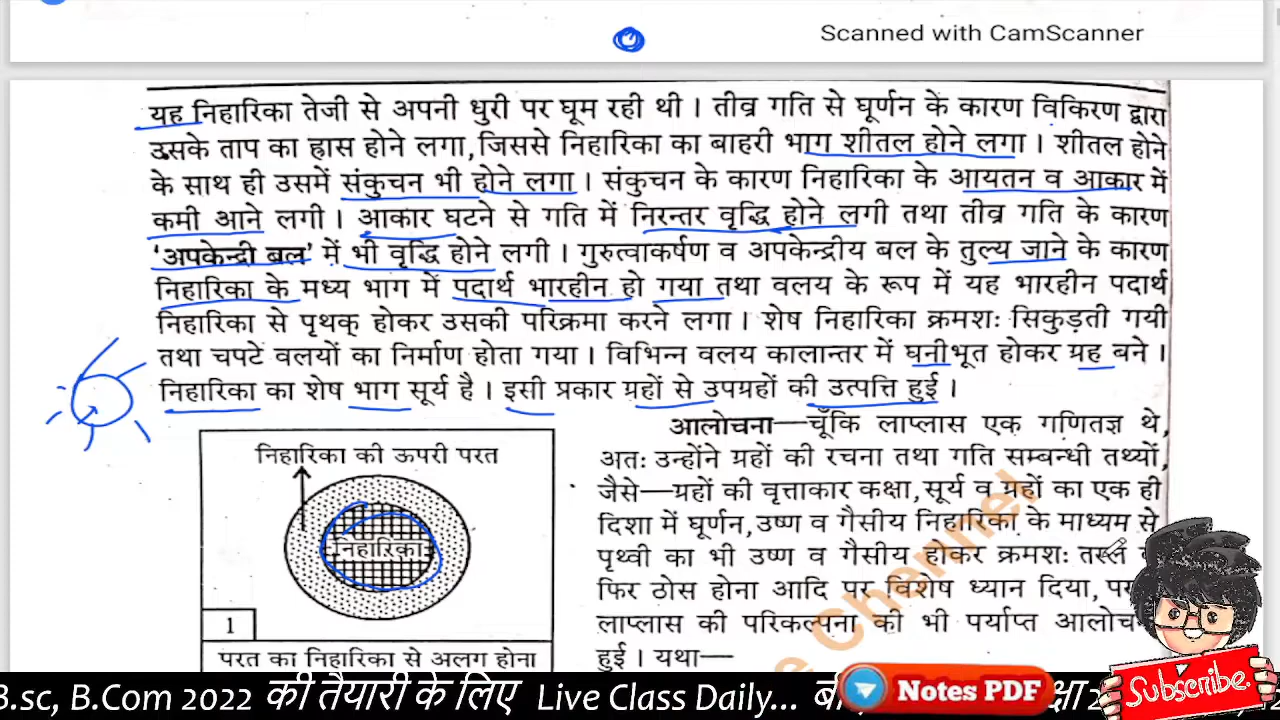 Scanned with CamScanner
यह निहारिका तेजी से अपनी धुरी पर घूम रही थी। तीव्र गति से घूर्णन के कारण विकिरण द्वारा
उसके ताप का ह्रास होने लगा, जिससे निहारिका का बाहरी भाग शीतल होने लगा। शीतल होने
के साथ ही उसमें संकुचन भी होने लगा। संकुचन के कारण निहारिका के आयतन व आकार में
कमी आने लगी। आकार घटने से गति में निरन्तर वृद्धि होने लगी तथा तीव्र गति के कारण
‘अपकेन्द्री बल’ में भी वृद्धि होने लगी। गुरुत्वाकर्षण व अपकेन्द्रीय बल के तुल्य जाने के कारण
निहारिका के मध्य भाग में पदार्थ भारहीन हो गया तथा वलय के रूप में यह भारहीन पदार्थ
निहारिका से पृथक् होकर उसकी परिक्रमा करने लगा। शेष निहारिका क्रमशः सिकुड़ती गयी
तथा चपटे वलयों का निर्माण होता गया। विभिन्न वलय कालान्तर में घनीभूत होकर ग्रह बने।
निहारिका का शेष भाग सूर्य है। इसी प्रकार ग्रहों से उपग्रहों की उत्पत्ति हुई।
आलोचना—चूँकि लाप्लास एक गणितज्ञ थे,
अतः उन्होंने ग्रहों की रचना तथा गति सम्बन्धी तथ्यों,
जैसे—ग्रहों की वृत्ताकार कक्षा, सूर्य व ग्रहों का एक ही
दिशा में घूर्णन, उष्ण व गैसीय निहारिका के माध्यम से
पृथ्वी का भी उष्ण व गैसीय होकर क्रमशः
फिर ठोस होना आदि पर विशेष ध्यान दिया,
लाप्लास की परिकल्पना की भी पर्याप्त
हुई। यथा—
निहारिका की ऊपरी परत
निहारिका
1
परत का निहारिका से अलग होना
Channel
B.sc, B.Com 2022 की तैयारी के लिए Live Class Daily...
Notes PDF
Subscribe